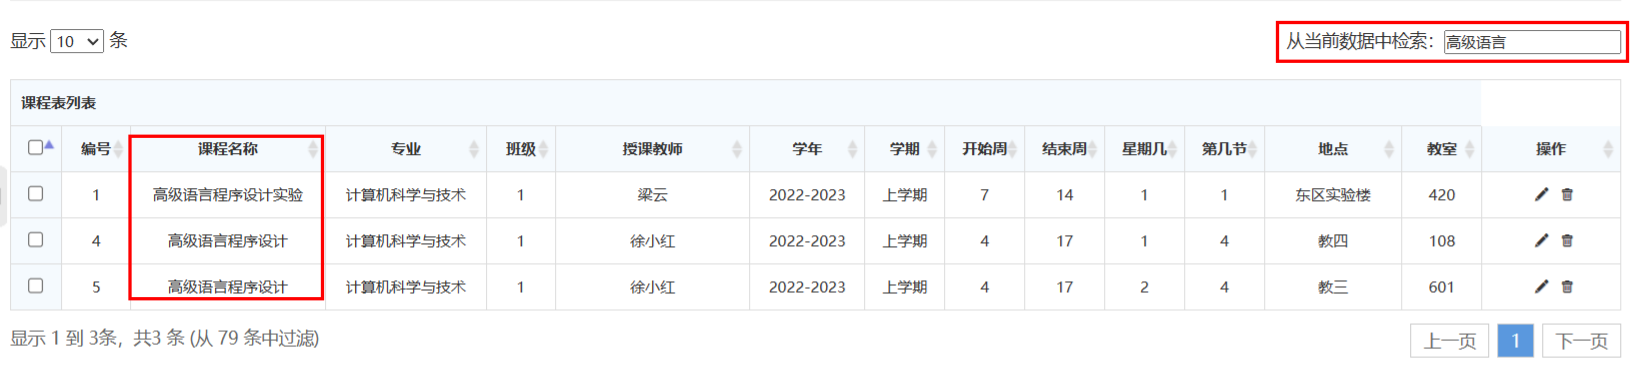 显示 10 条 从当前数据中检索： 高级语言
课程表列表
编号 课程名称 专业 班级 授课教师 学年 学期 开始周 结束周 星期几 第几节 地点 教室 操作
1 高级语言程序设计实验 计算机科学与技术 1 梁云 2022-2023 上学期 7 14 1 1 东区实验楼 420
4 高级语言程序设计 计算机科学与技术 1 徐小红 2022-2023 上学期 4 17 1 4 教四 108
5 高级语言程序设计 计算机科学与技术 1 徐小红 2022-2023 上学期 4 17 2 4 教三 601
显示 1 到 3条，共3 条 (从 79 条中过滤) 上一页 1 下一页